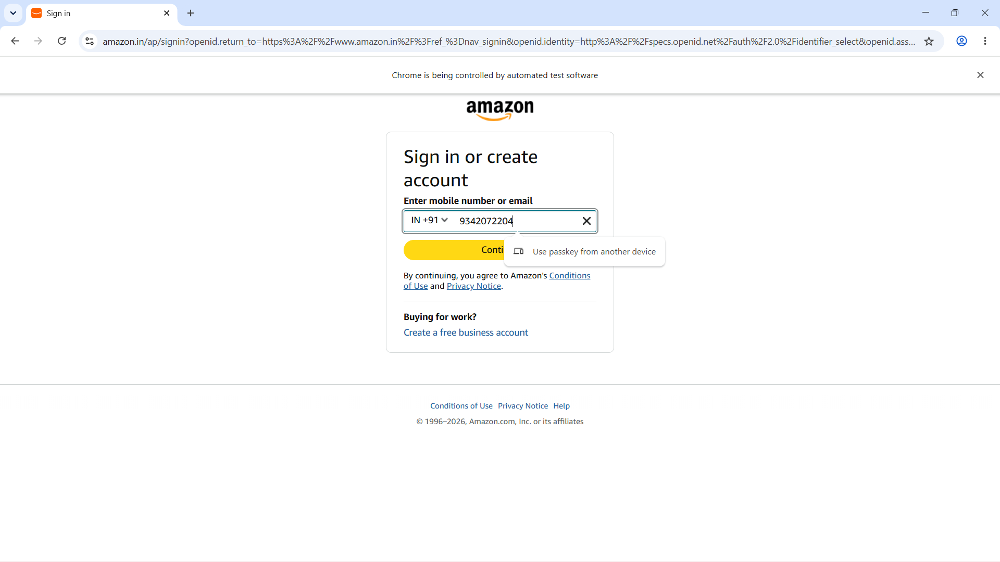 Sign in
amazon.in/ap/signin?openid.return_to=https%3A%2F%2Fwww.amazon.in%2F%3Fref_%3Dnav_signin&openid.identity=http%3A%2F%2Fspecs.openid.net%2Fauth%2F2.0%2Fidentifier_select&openid.ass...
Chrome is being controlled by automated test software
amazon
Sign in or create
account
Enter mobile number or email
IN +91 9342072204
Conti
Use passkey from another device
By continuing, you agree to Amazon's Conditions
of Use and Privacy Notice.
Buying for work?
Create a free business account
Conditions of Use Privacy Notice Help
© 1996–2026, Amazon.com, Inc. or its affiliates